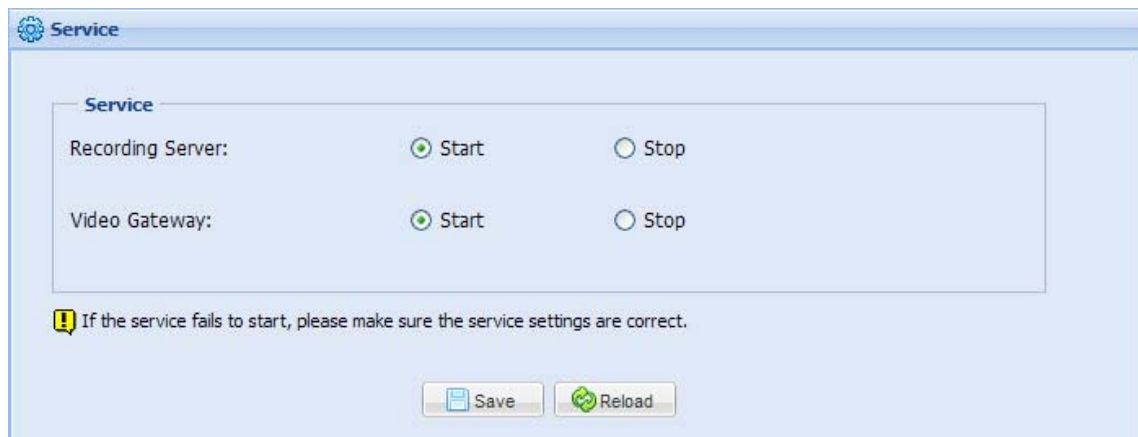 Service
Service
Recording Server: Start Stop
Video Gateway: Start Stop
If the service fails to start, please make sure the service settings are correct.
Save Reload